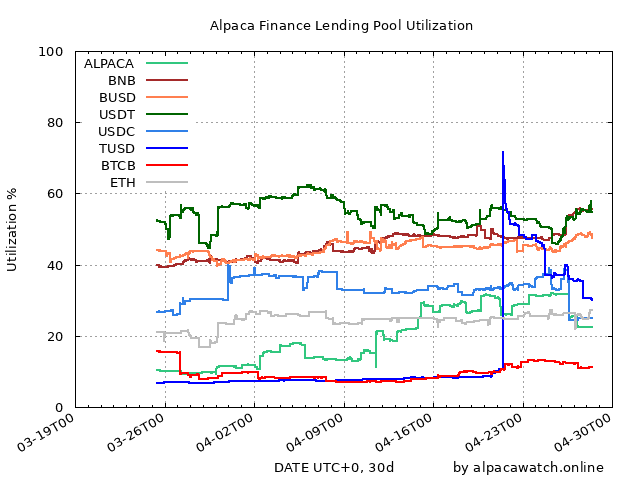 Alpaca Finance Lending Pool Utilization
100
80
60
40
20
0
Utilization %
ALPACA
BNB
BUSD
USDT
USDC
TUSD
BTCB
ETH
03-19T00
03-26T00
04-02T00
04-09T00
04-16T00
04-23T00
04-30T00
DATE UTC+0, 30d
by alpacawatch.online